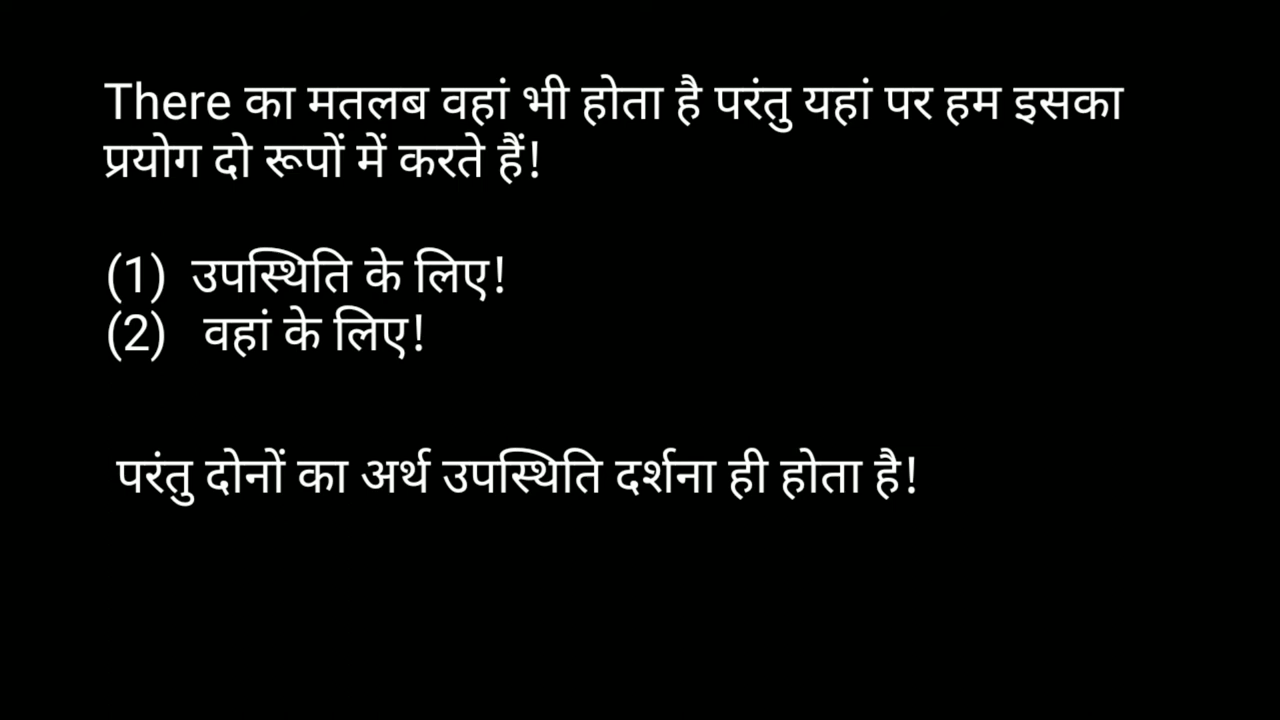 There का मतलब वहां भी होता है परंतु यहां पर हम इसका
प्रयोग दो रूपों में करते हैं!
(1) उपस्थिति के लिए!
(2) वहां के लिए!
परंतु दोनों का अर्थ उपस्थिति दर्शना ही होता है!